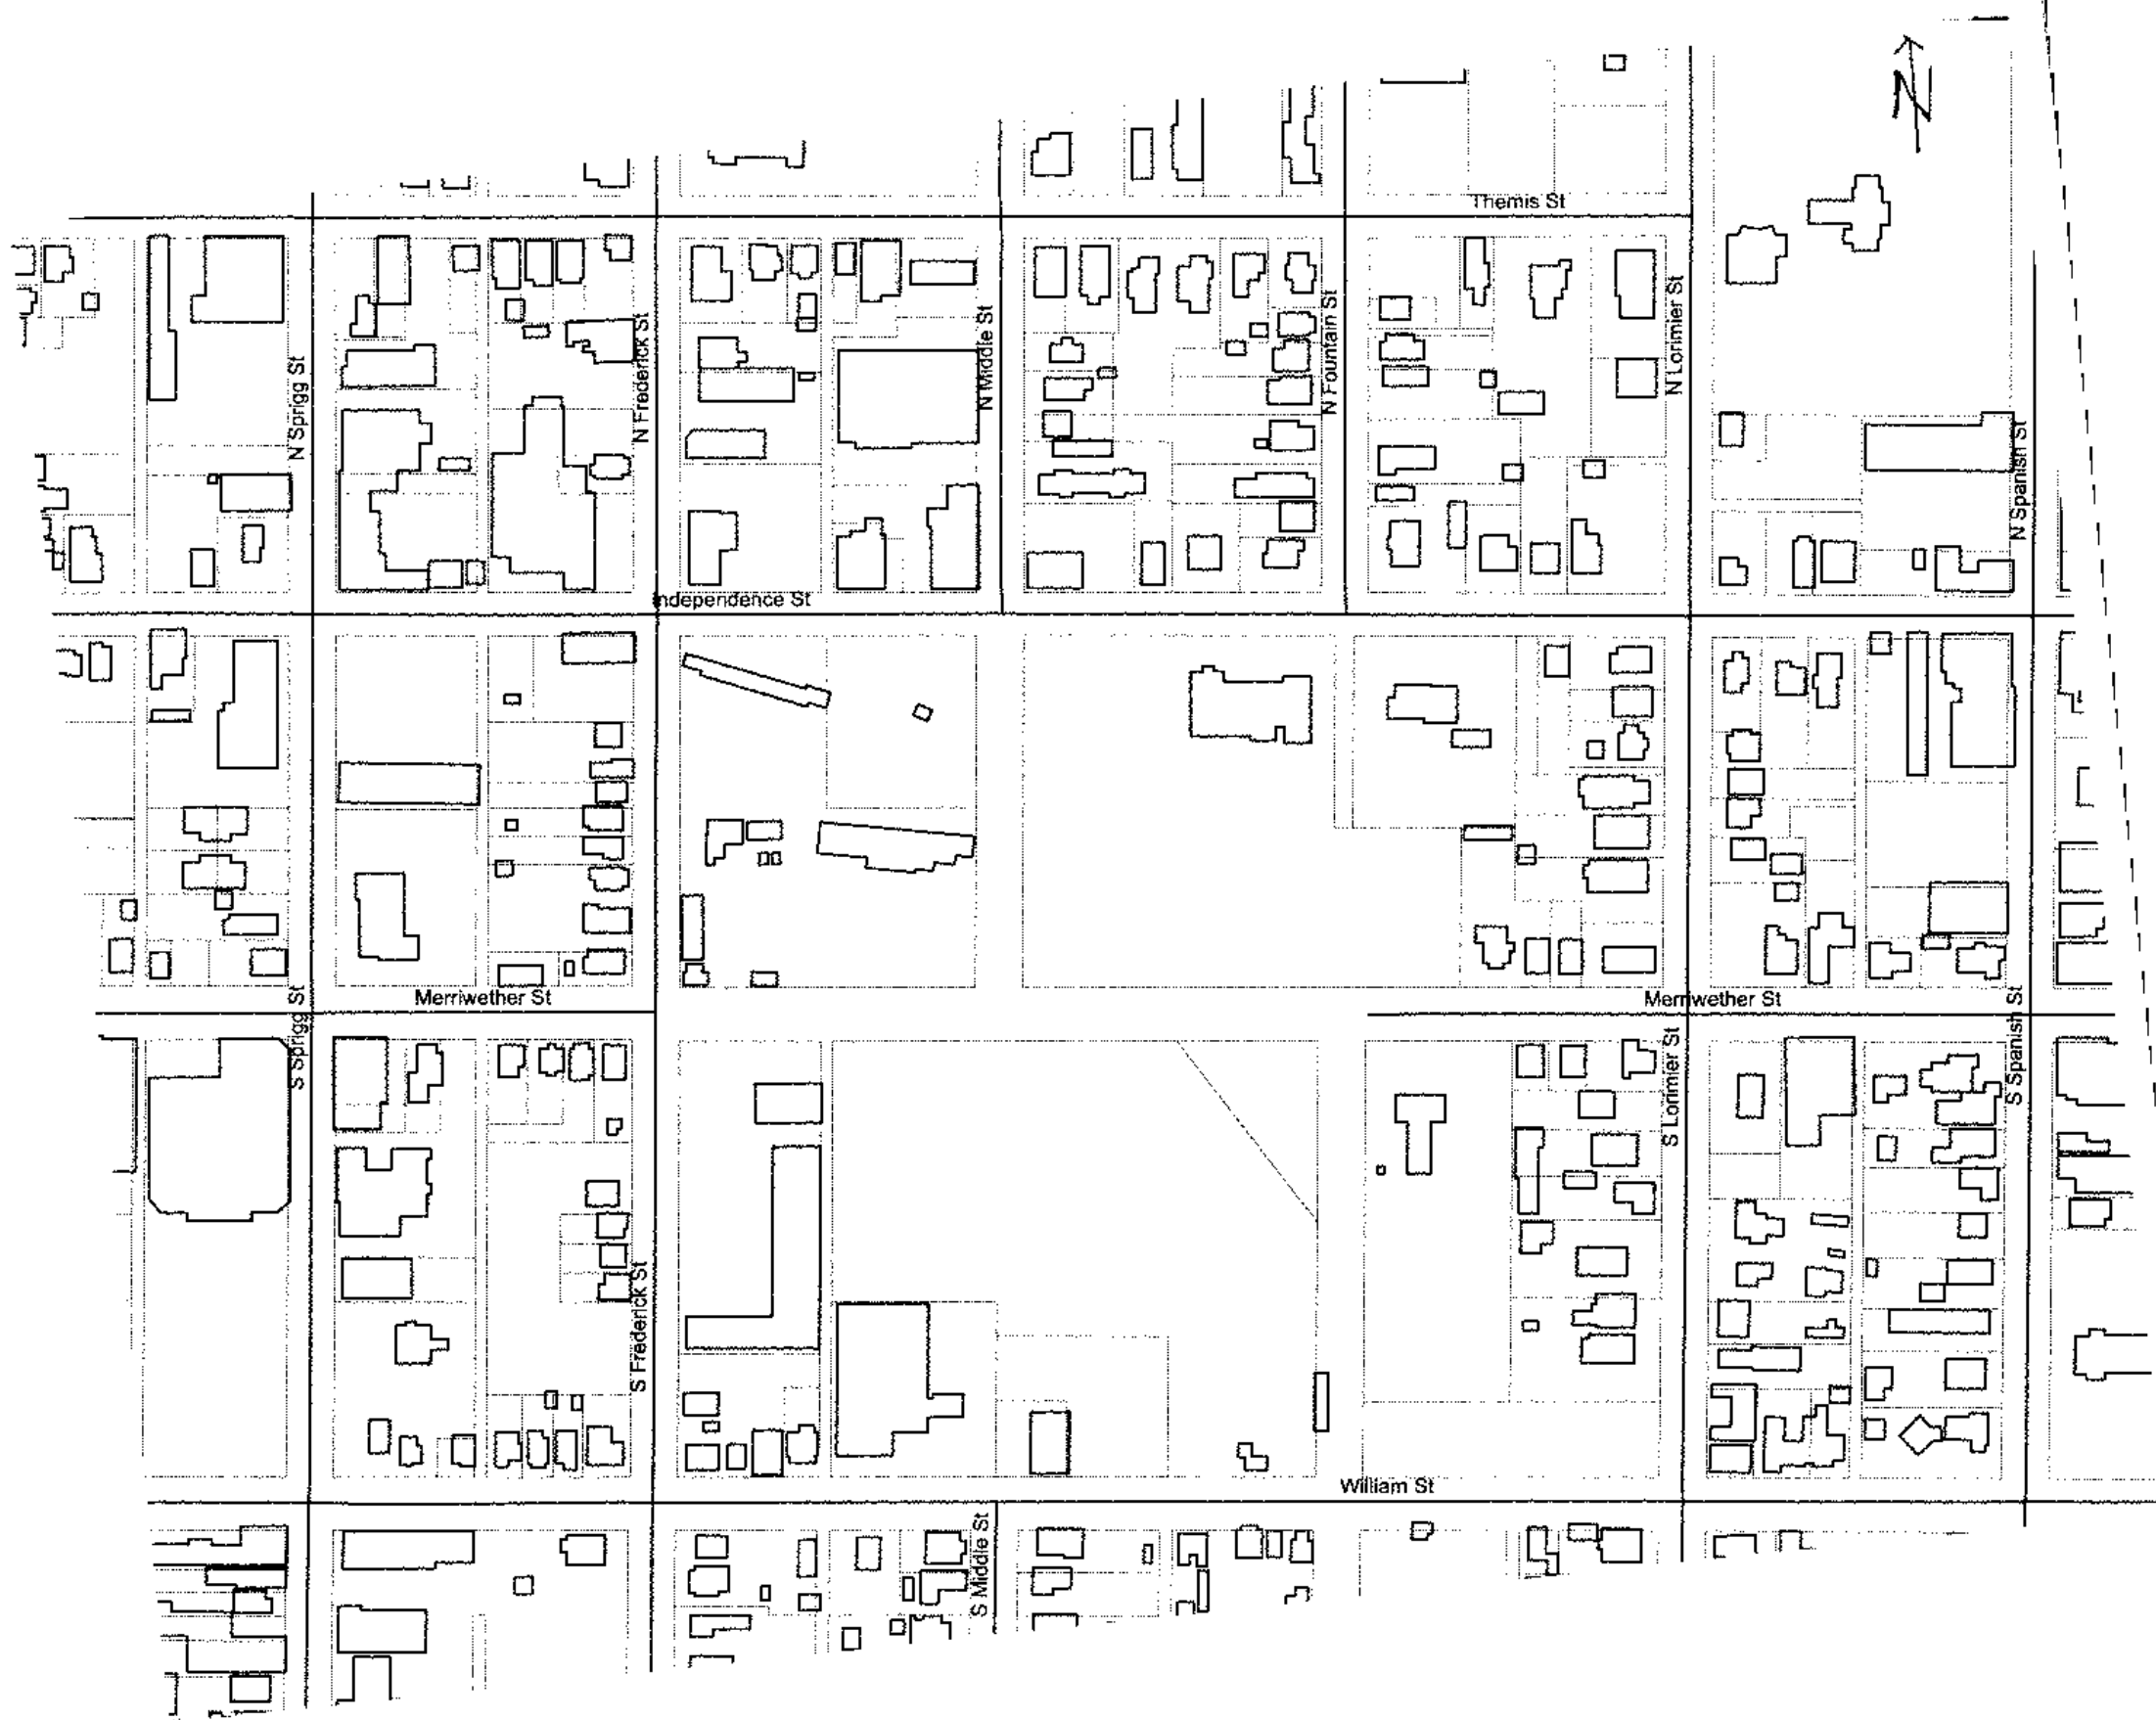 N
Themis St
N Sprigg St
N Frederick St
N Middle St
N Fountain St
N Lorimier St
N Spanish St
Independence St
Merriwether St
Merriwether St
S Sprigg St
S Frederick St
S Lorimier St
S Spanish St
William St
S Middle St